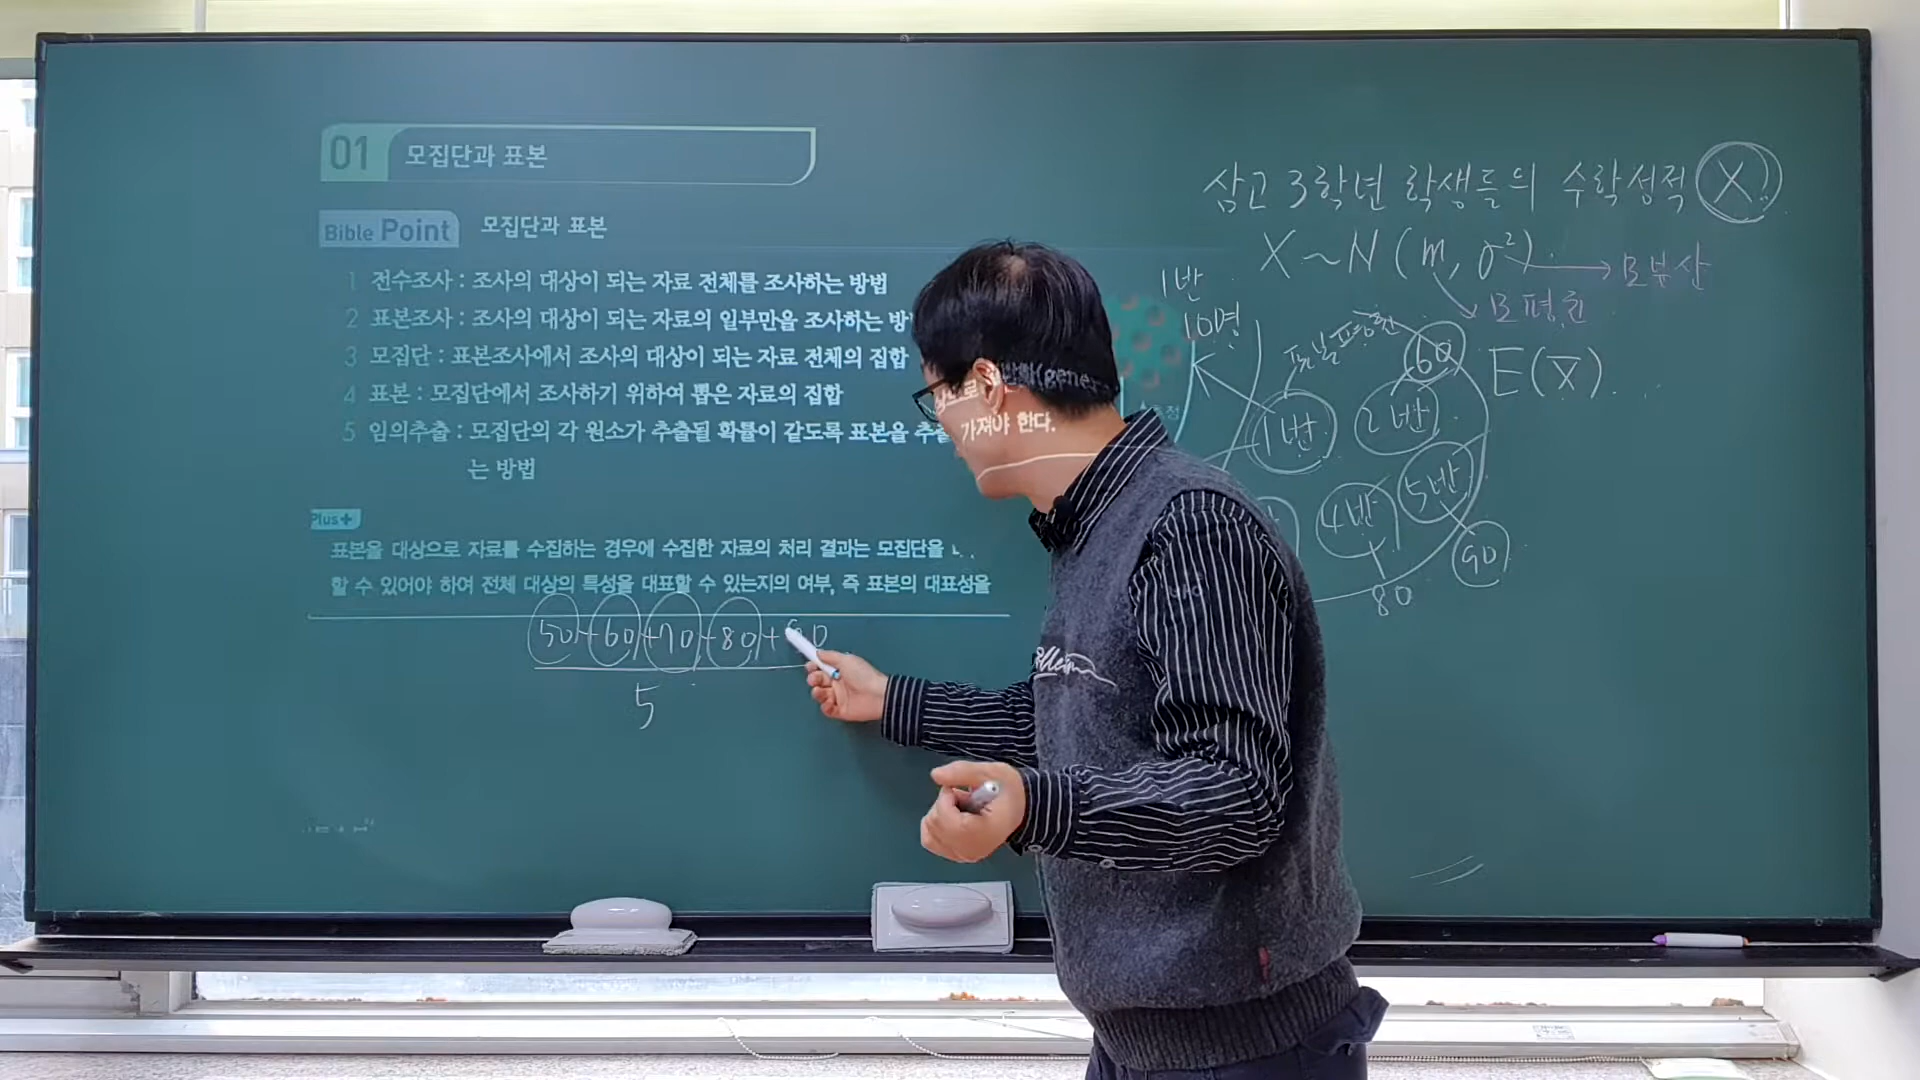 01 모집단과 표본
Bible Point 모집단과 표본
1 전수조사 : 조사의 대상이 되는 자료 전체를 조사하는 방법
2 표본조사 : 조사의 대상이 되는 자료의 일부만을 조사하는 방
3 모집단 : 표본조사에서 조사의 대상이 되는 자료 전체의 집합
4 표본 : 모집단에서 조사하기 위하여 뽑은 자료의 집합
5 임의추출 : 모집단의 각 원소가 추출될 확률이 같도록 표본을 추출
는 방법
Plus+
표본을 대상으로 자료를 수집하는 경우에 수집한 자료의 처리 결과는 모집단을
할 수 있어야 하여 전체 대상의 특성을 대표할 수 있는지의 여부, 즉 표본의 대표성을
가져야 한다.
50+60+70+80+90
5
삼고 3학년 학생들의 수학성적 X
X~N(m, σ²) → 모분산
모평균
1반
10명
표본평균
60
E(X̄)
1반
2반
4반
5반
90
80